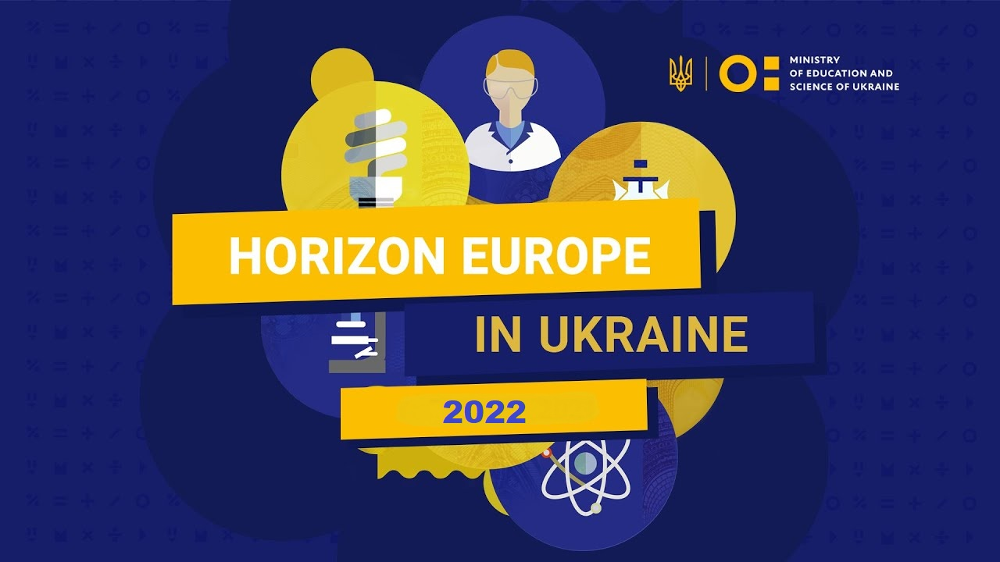 MINISTRY
OF EDUCATION AND
SCIENCE OF UKRAINE
HORIZON EUROPE
IN UKRAINE
2022